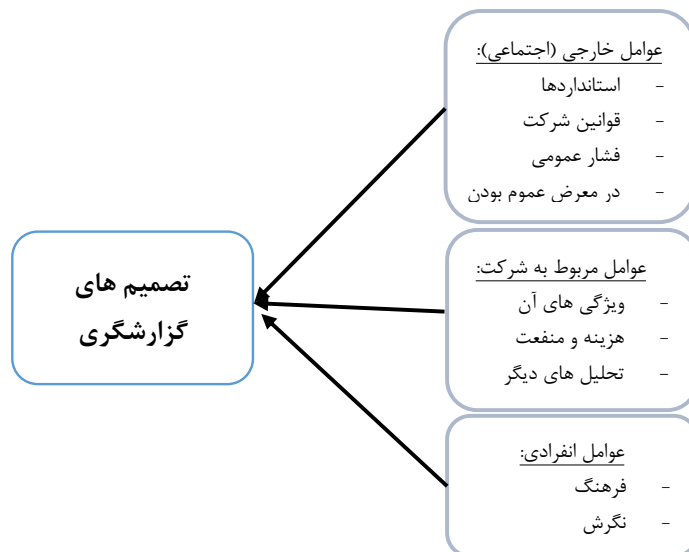 عوامل خارجی (اجتماعی):
- استانداردها
- قوانین شرکت
- فشار عمومی
- در معرض عموم بودن
تصمیم های
گزارشگری
عوامل مربوط به شرکت:
- ویژگی های آن
- هزینه و منفعت
- تحلیل های دیگر
عوامل انفرادی:
- فرهنگ
- نگرش